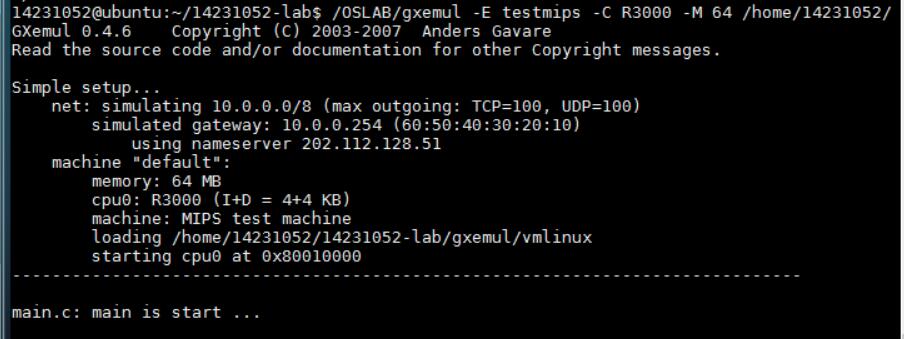 14231052@ubuntu:~/14231052-lab$ /OSLAB/gxemul -E testmips -C R3000 -M 64 /home/14231052/
GXemul 0.4.6    Copyright (C) 2003-2007  Anders Gavare
Read the source code and/or documentation for other Copyright messages.

Simple setup...
    net: simulating 10.0.0.0/8 (max outgoing: TCP=100, UDP=100)
        simulated gateway: 10.0.0.254 (60:50:40:30:20:10)
            using nameserver 202.112.128.51
    machine "default":
        memory: 64 MB
        cpu0: R3000 (I+D = 4+4 KB)
        machine: MIPS test machine
        loading /home/14231052/14231052-lab/gxemul/vmlinux
        starting cpu0 at 0x80010000
-------------------------------------------------------------------------------

main.c: main is start ...